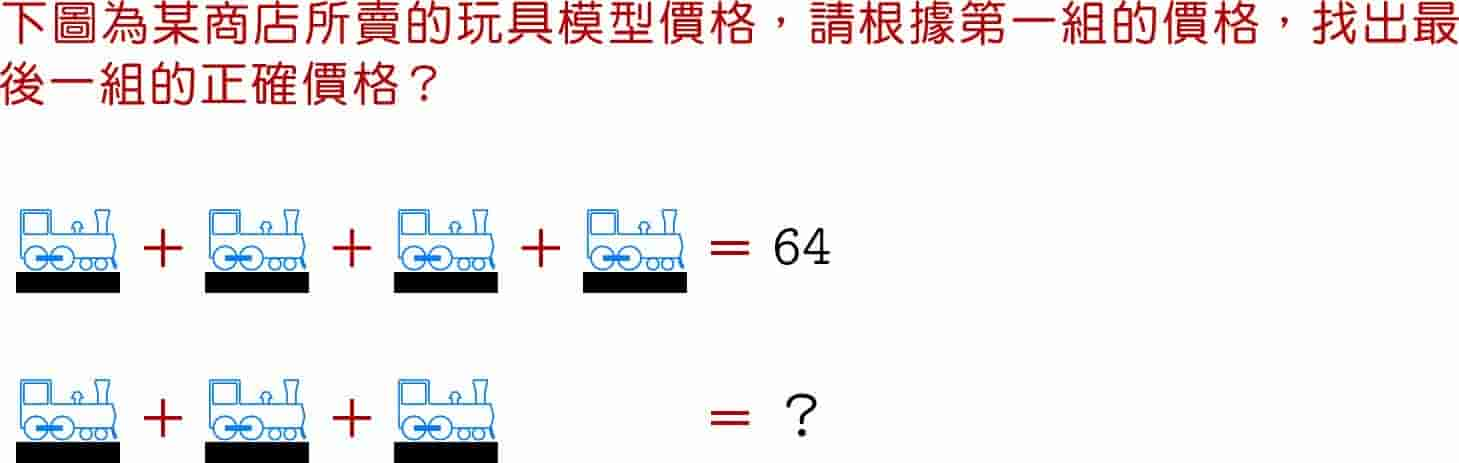 下圖為某商店所賣的玩具模型價格，請根據第一組的價格，找出最
後一組的正確價格？
+ + + = 64
+ + = ?